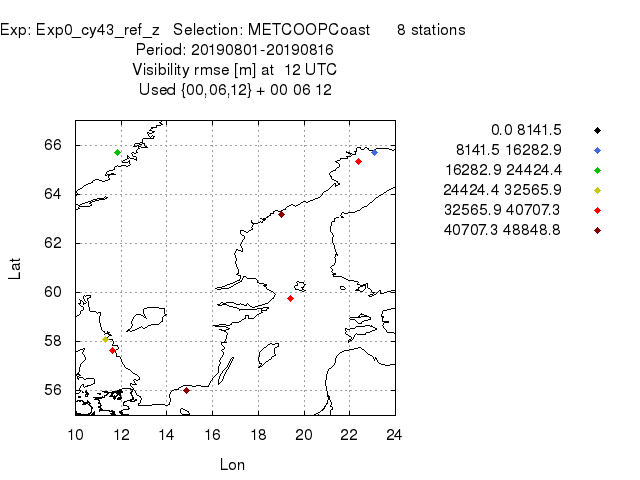 Exp: Exp0_cy43_ref_z Selection: METCOOPCoast 8 stations
Period: 20190801-20190816
Visibility rmse [m] at 12 UTC
Used {00,06,12} + 00 06 12
0.0 8141.5
8141.5 16282.9
16282.9 24424.4
24424.4 32565.9
32565.9 40707.3
40707.3 48848.8
66
64
62
60
58
56
Lat
10 12 14 16 18 20 22 24
Lon